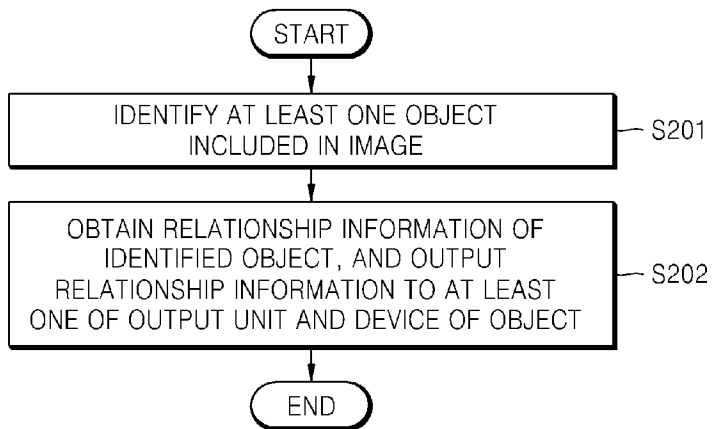 START
IDENTIFY AT LEAST ONE OBJECT
INCLUDED IN IMAGE
S201
OBTAIN RELATIONSHIP INFORMATION OF
IDENTIFIED OBJECT, AND OUTPUT
RELATIONSHIP INFORMATION TO AT LEAST
ONE OF OUTPUT UNIT AND DEVICE OF OBJECT
S202
END